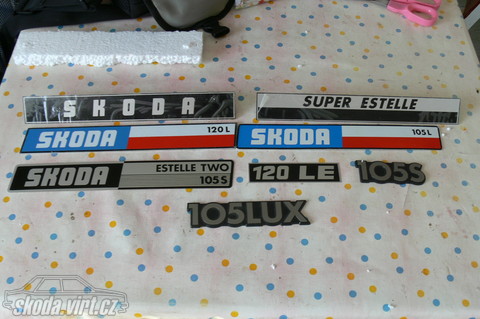 SKODA
SUPER ESTELLE
SKODA 120 L
SKODA 105 L
SKODA ESTELLE TWO 105 S
120 LE
105S
105LUX
skoda.virt.cz